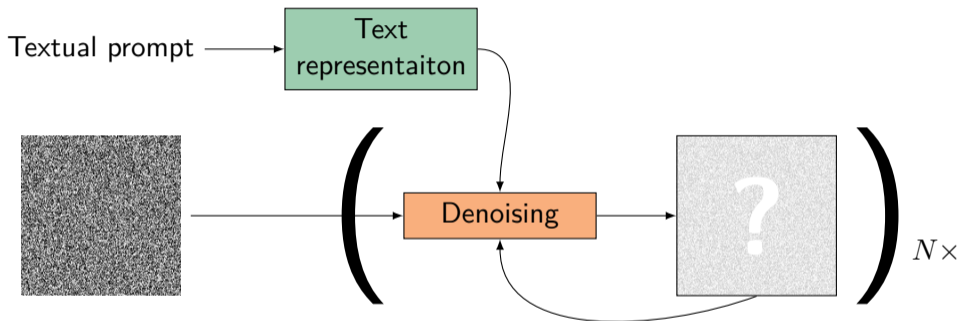 Textual prompt
Text
representaiton
Denoising
?
N×